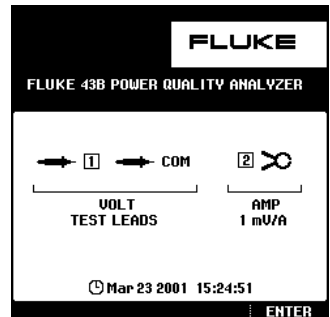 FLUKE
FLUKE 43B POWER QUALITY ANALYZER
1 COM 2
VOLT AMP
TEST LEADS 1 mV/A
Mar 23 2001 15:24:51
ENTER